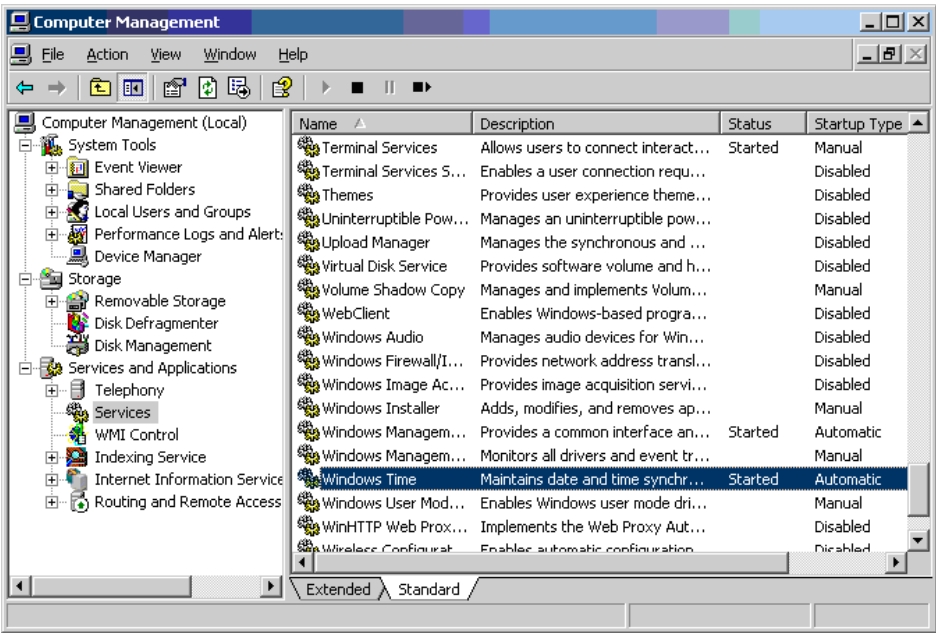 Computer Management
File Action View Window Help
Computer Management (Local)
System Tools
Event Viewer
Shared Folders
Local Users and Groups
Performance Logs and Alert
Device Manager
Storage
Removable Storage
Disk Defragmenter
Disk Management
Services and Applications
Telephony
Services
WMI Control
Indexing Service
Internet Information Service
Routing and Remote Access
Name Description Status Startup Type
Terminal Services Allows users to connect interact... Started Manual
Terminal Services S... Enables a user connection requ... Disabled
Themes Provides user experience theme... Disabled
Uninterruptible Pow... Manages an uninterruptible pow... Disabled
Upload Manager Manages the synchronous and ... Disabled
Virtual Disk Service Provides software volume and h... Disabled
Volume Shadow Copy Manages and implements Volum... Manual
WebClient Enables Windows-based progra... Disabled
Windows Audio Manages audio devices for Win... Disabled
Windows Firewall/I... Provides network address transl... Disabled
Windows Image Ac... Provides image acquisition servi... Disabled
Windows Installer Adds, modifies, and removes ap... Manual
Windows Managem... Provides a common interface an... Started Automatic
Windows Managem... Monitors all drivers and event tr... Manual
Windows Time Maintains date and time synchr... Started Automatic
Windows User Mod... Enables Windows user mode dri... Manual
WinHTTP Web Prox... Implements the Web Proxy Aut... Disabled
Wireless Configurat Enables automatic configuration Disabled
Extended Standard